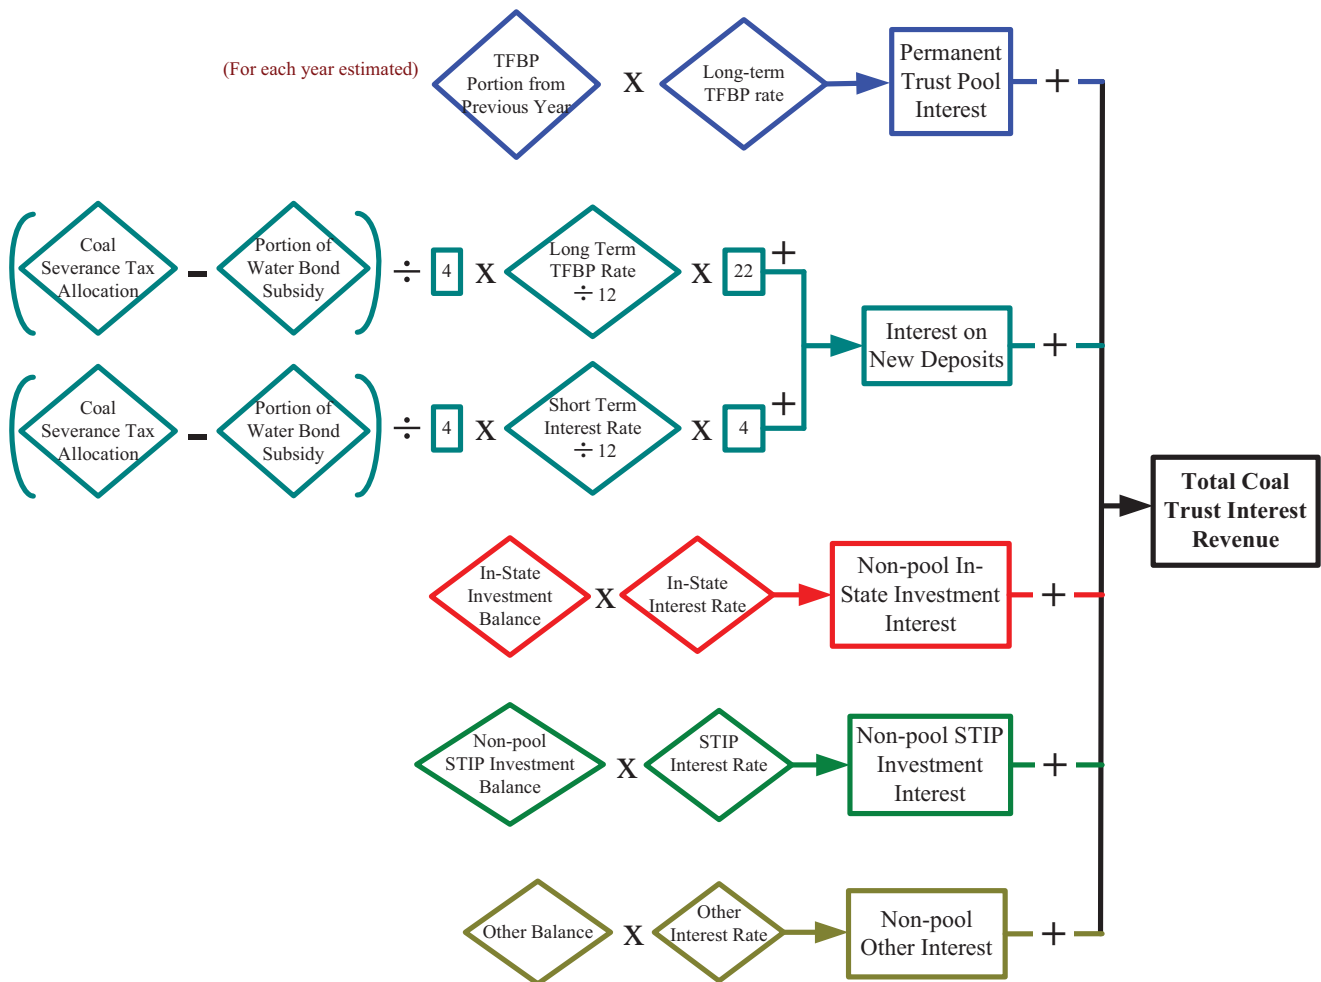 (For each year estimated)
TFBP
Portion from
Previous Year
X
Long-term
TFBP rate
Permanent
Trust Pool
Interest
+
(
Coal
Severance Tax
Allocation
-
Portion of
Water Bond
Subsidy
)
÷
4
X
Long Term
TFBP Rate
÷ 12
X
22
+
Interest on
New Deposits
+
(
Coal
Severance Tax
Allocation
-
Portion of
Water Bond
Subsidy
)
÷
4
X
Short Term
Interest Rate
÷ 12
X
4
+
Total Coal
Trust Interest
Revenue
In-State
Investment
Balance
X
In-State
Interest Rate
Non-pool In-
State Investment
Interest
+
Non-pool
STIP Investment
Balance
X
STIP
Interest Rate
Non-pool STIP
Investment
Interest
+
Other Balance
X
Other
Interest Rate
Non-pool
Other Interest
+